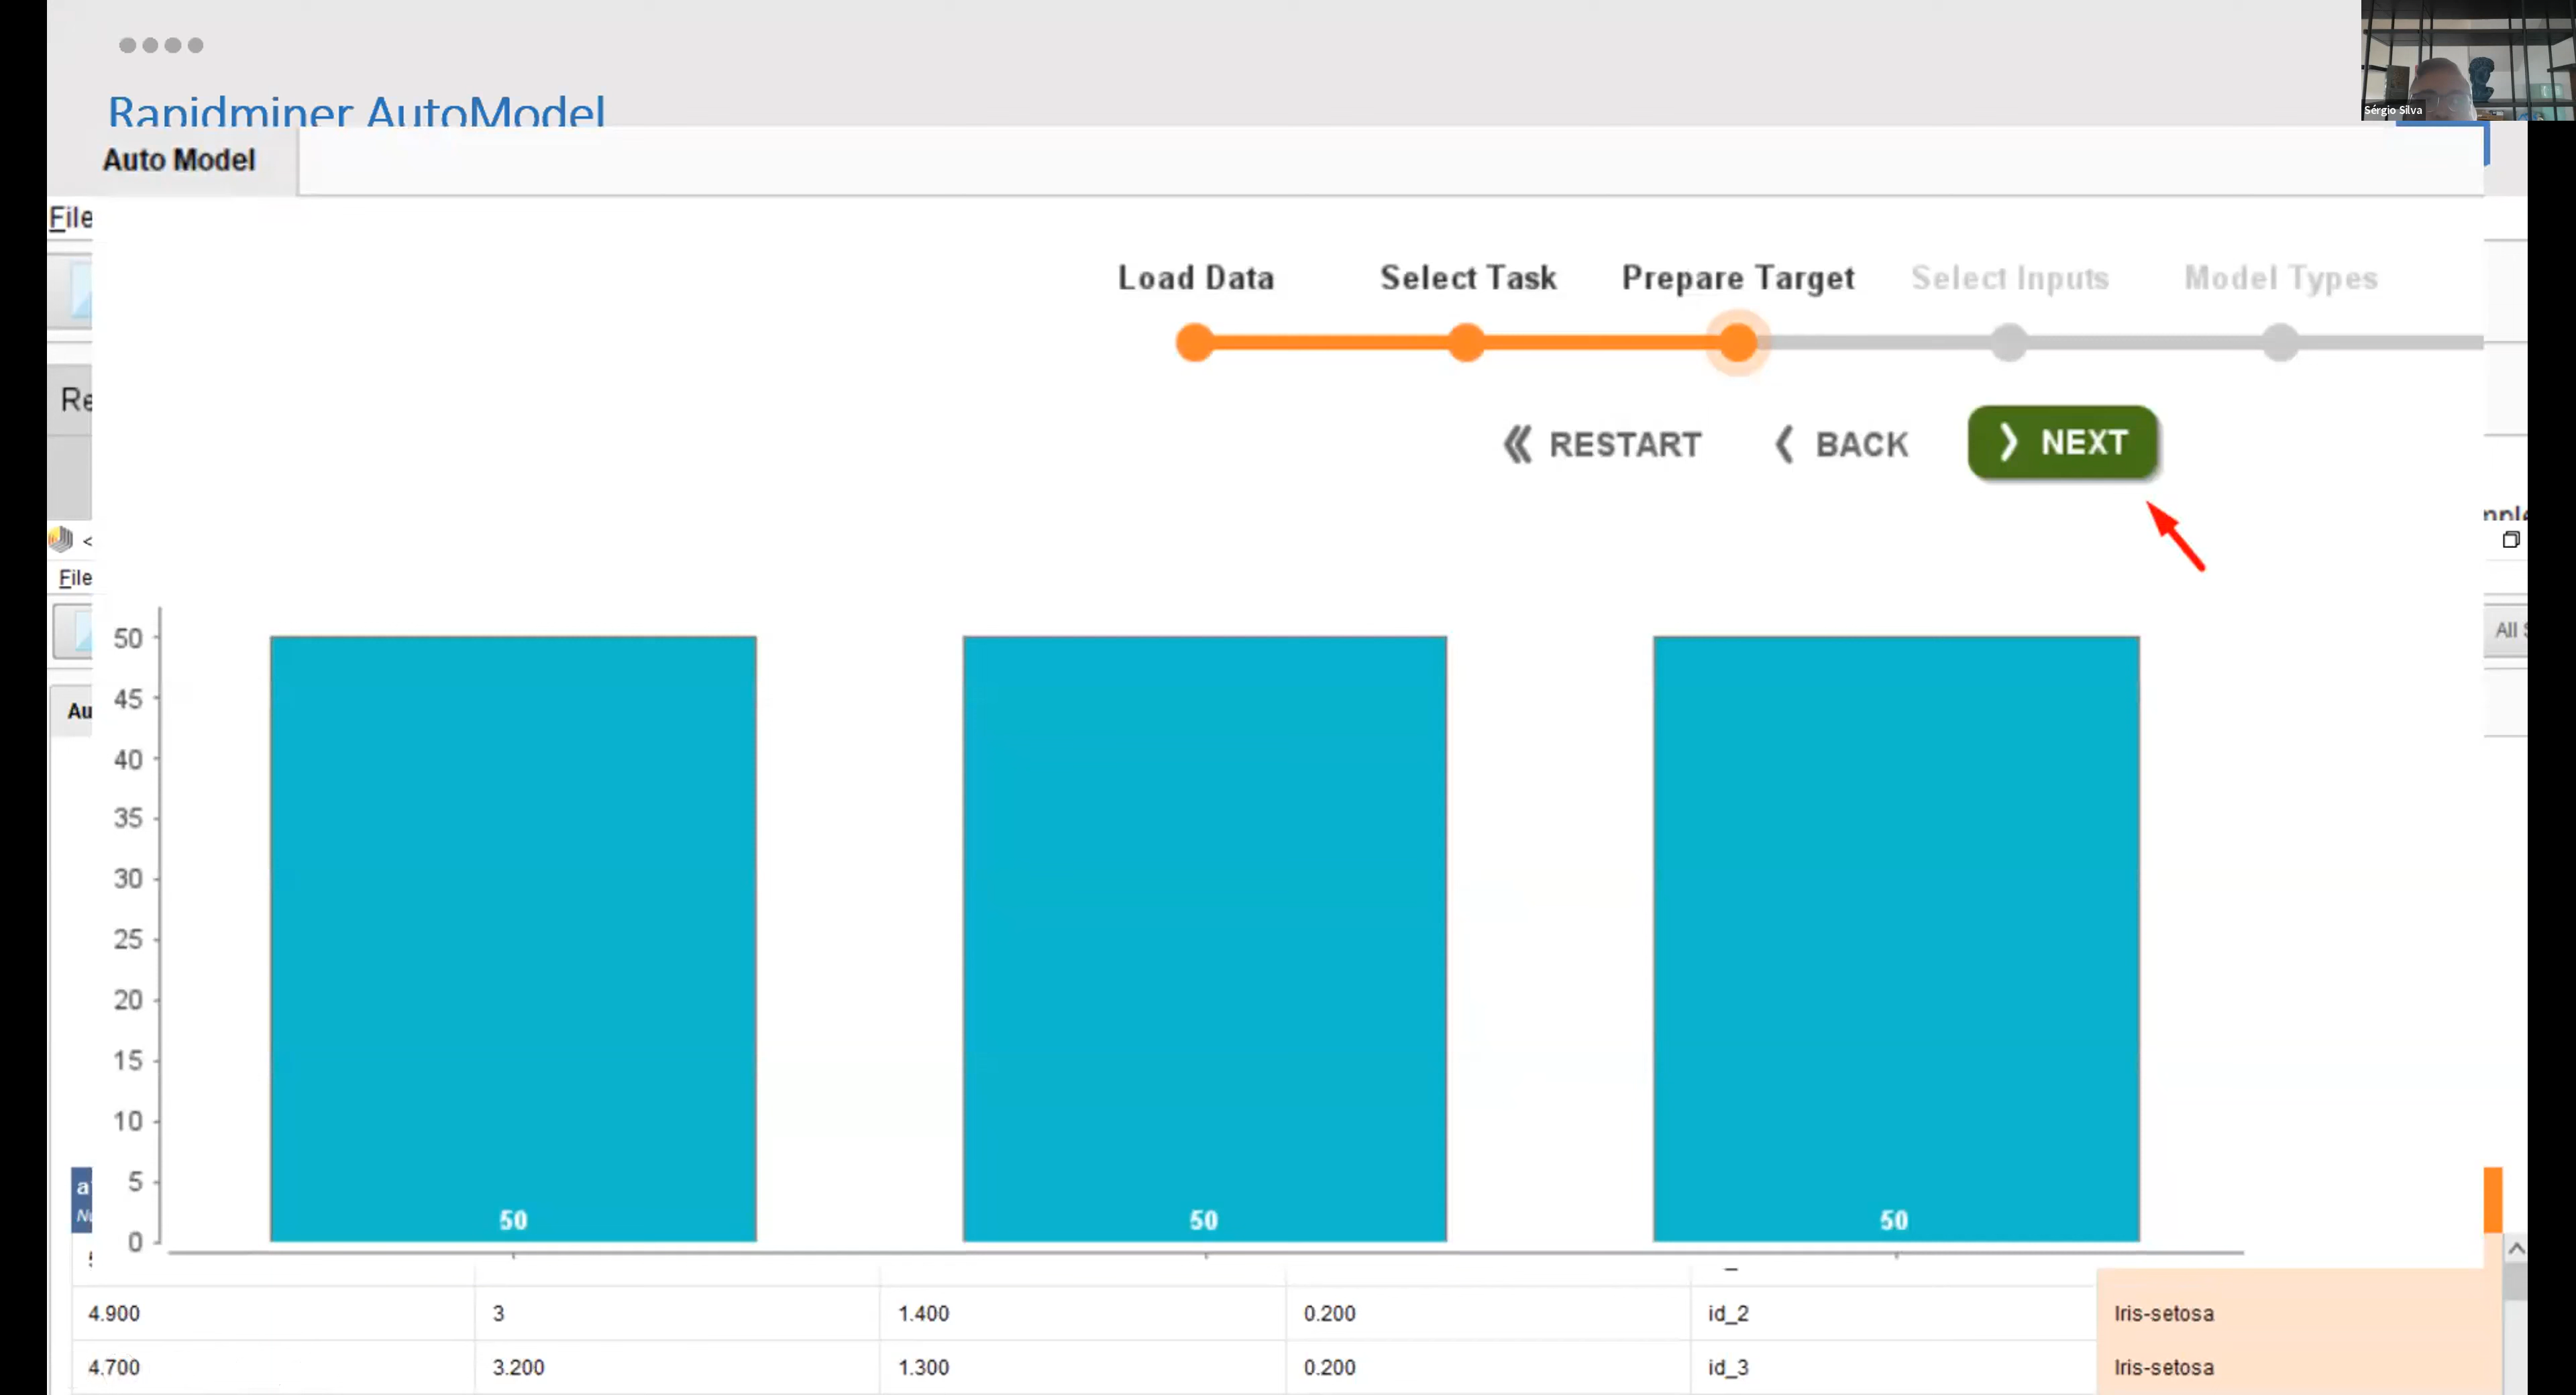 Rapidminer AutoModel
Sérgio Silva
Auto Model
File
Load Data Select Task Prepare Target Select Inputs Model Types
Re
RESTART BACK NEXT
<
File
All
Au
50
45
40
35
30
25
20
15
10
5
0
50 50 50
a
4.900 3 1.400 0.200 id_2 Iris-setosa
4.700 3.200 1.300 0.200 id_3 Iris-setosa